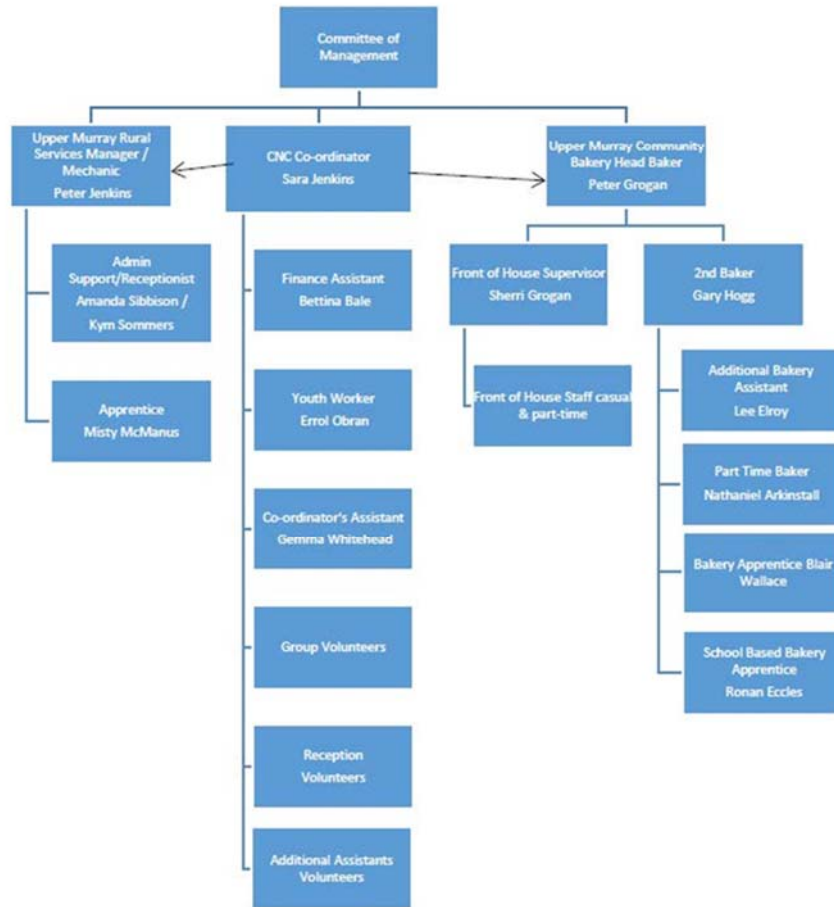 Committee of
Management
Upper Murray Rural
Services Manager /
Mechanic
Peter Jenkins
CNC Co-ordinator
Sara Jenkins
Upper Murray Community
Bakery Head Baker
Peter Grogan
Admin
Support/Receptionist
Amanda Sibbison /
Kym Sommers
Apprentice
Misty McManus
Finance Assistant
Bettina Bale
Youth Worker
Errol Obran
Co-ordinator's Assistant
Gemma Whitehead
Group Volunteers
Reception
Volunteers
Additional Assistants
Volunteers
Front of House Supervisor
Sherri Grogan
Front of House Staff casual
& part-time
2nd Baker
Gary Hogg
Additional Bakery
Assistant
Lee Elroy
Part Time Baker
Nathaniel Arkinstall
Bakery Apprentice Blair
Wallace
School Based Bakery
Apprentice
Ronan Eccles